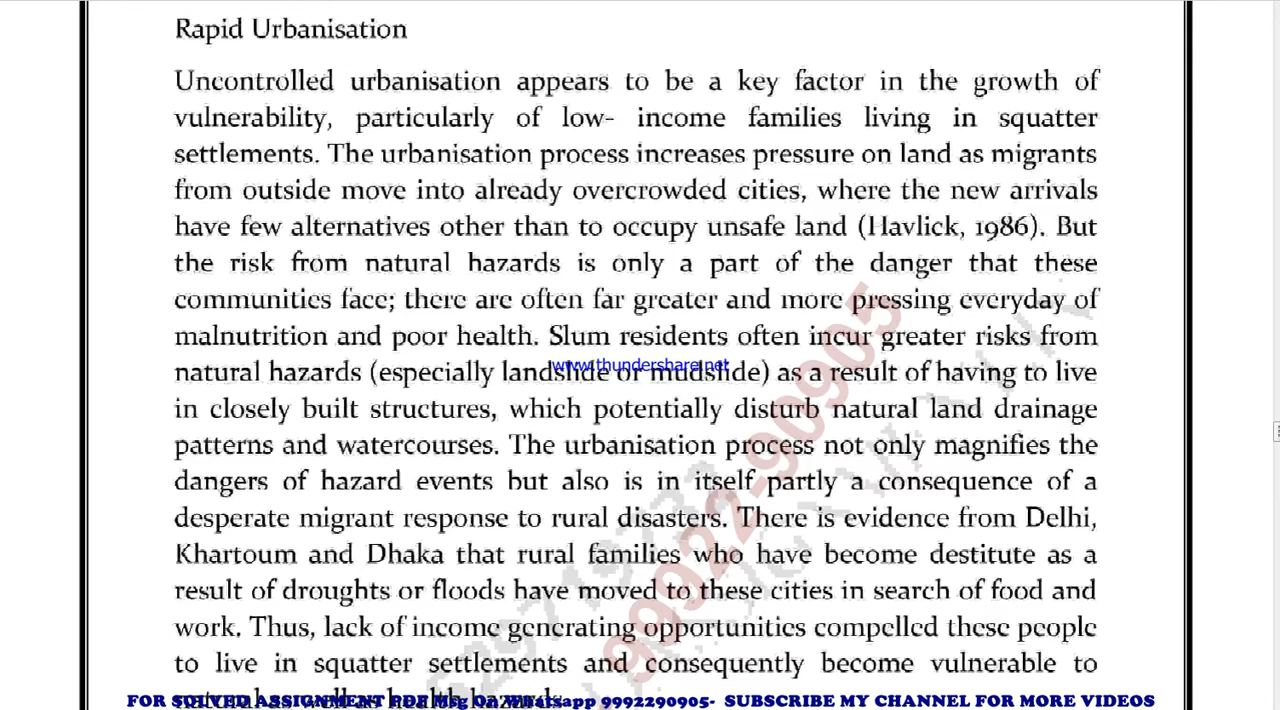 Rapid Urbanisation
Uncontrolled urbanisation appears to be a key factor in the growth of
vulnerability, particularly of low- income families living in squatter
settlements. The urbanisation process increases pressure on land as migrants
from outside move into already overcrowded cities, where the new arrivals
have few alternatives other than to occupy unsafe land (Havlick, 1986). But
the risk from natural hazards is only a part of the danger that these
communities face; there are often far greater and more pressing everyday of
malnutrition and poor health. Slum residents often incur greater risks from
www.thundershare.net
natural hazards (especially landslide or mudslide) as a result of having to live
in closely built structures, which potentially disturb natural land drainage
patterns and watercourses. The urbanisation process not only magnifies the
dangers of hazard events but also is in itself partly a consequence of a
desperate migrant response to rural disasters. There is evidence from Delhi,
Khartoum and Dhaka that rural families who have become destitute as a
result of droughts or floods have moved to these cities in search of food and
work. Thus, lack of income generating opportunities compelled these people
to live in squatter settlements and consequently become vulnerable to
99922-90905
FOR SOLVED ASSIGNMENT PDF Msg On Whatsapp 9992290905- SUBSCRIBE MY CHANNEL FOR MORE VIDEOS